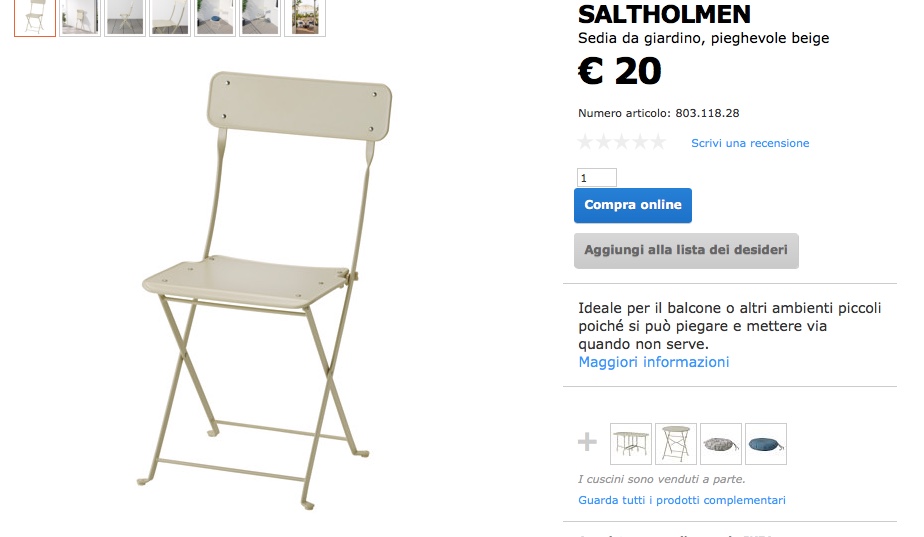 SALTHOLMEN
Sedia da giardino, pieghevole beige
€ 20
Numero articolo: 803.118.28
Scrivi una recensione
1
Compra online
Aggiungi alla lista dei desideri
Ideale per il balcone o altri ambienti piccoli
poiché si può piegare e mettere via
quando non serve.
Maggiori informazioni
I cuscini sono venduti a parte.
Guarda tutti i prodotti complementari